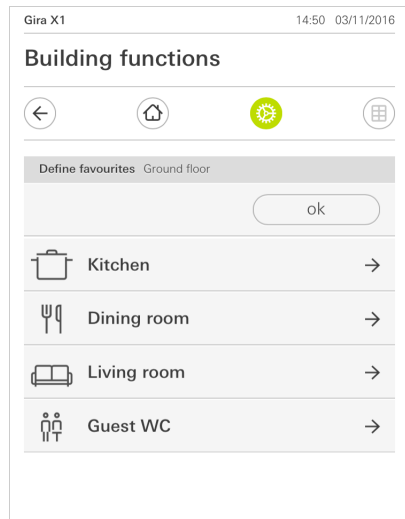 Gira X1 14:50 03/11/2016
Building functions
Define favourites Ground floor
ok
Kitchen
Dining room
Living room
Guest WC